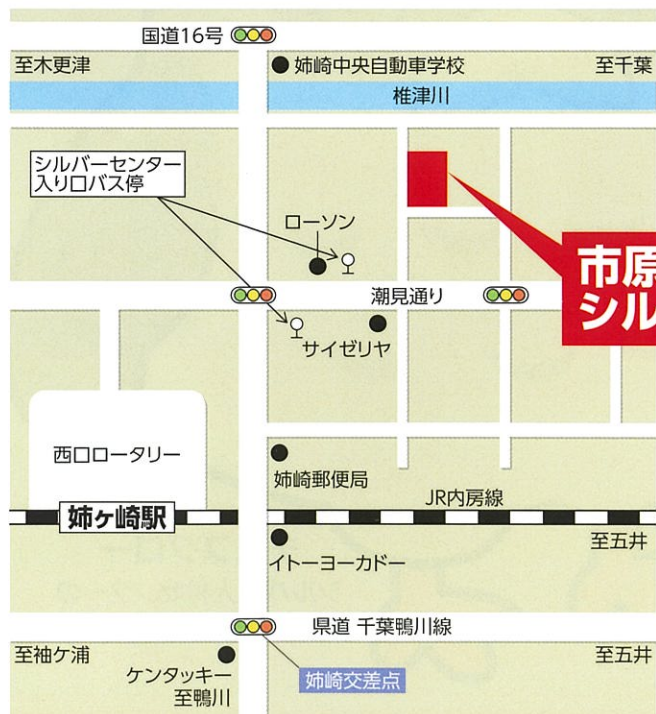 国道16号
至木更津
姉崎中央自動車学校
至千葉
椎津川
シルバーセンター
入り口バス停
ローソン
市原
シル
潮見通り
サイゼリヤ
西口ロータリー
姉崎郵便局
JR内房線
姉ヶ崎駅
イトーヨーカドー
至五井
県道 千葉鴨川線
至袖ケ浦
ケンタッキー
至鴨川
姉崎交差点
至五井